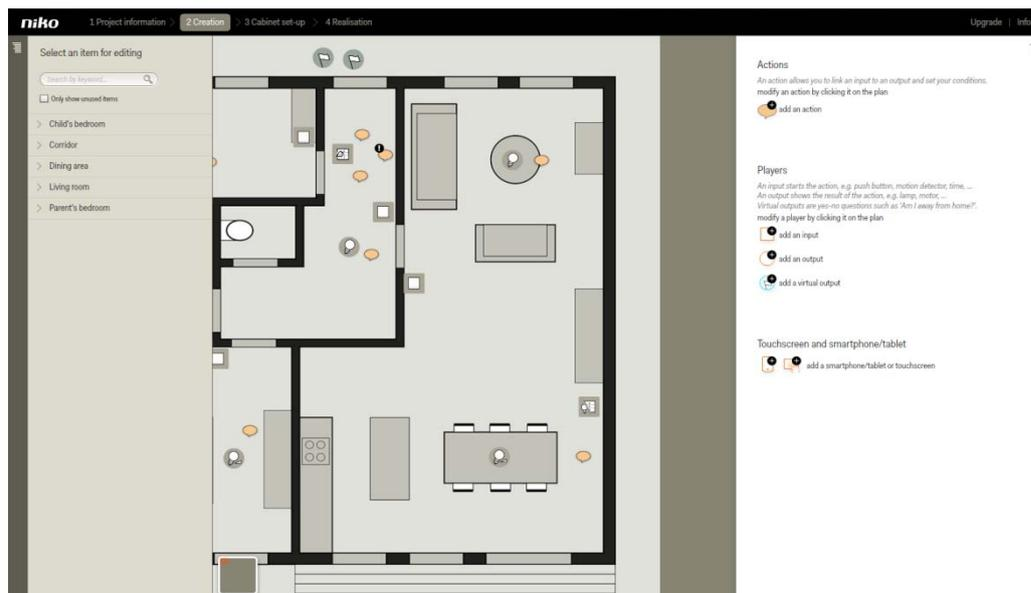 niko
1 Project information
2 Creation
3 Cabinet set-up
4 Realisation
Upgrade | Info
Select an item for editing
Search by keyword...
Only show unused items
Child's bedroom
Corridor
Dining area
Living room
Parent's bedroom
Actions
An action allows you to link an input to an output and set your conditions.
modify an action by clicking it on the plan
add an action
Players
An input starts the action, e.g. push button, motion detector, time, ...
An output shows the result of the action, e.g. lamp, motor, ...
Virtual outputs are yes-no questions such as 'Am I away from home?'.
modify a player by clicking it on the plan
add an input
add an output
add a virtual output
Touchscreen and smartphone/tablet
add a smartphone/tablet or touchscreen